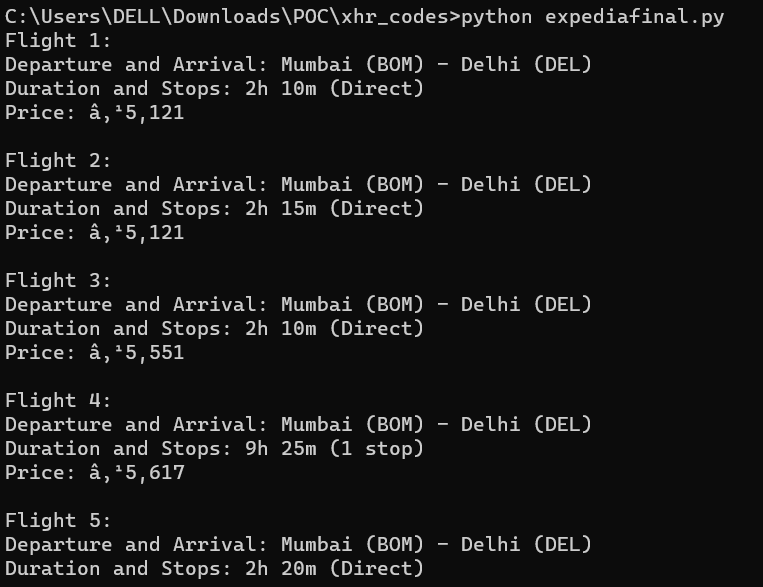 C:\Users\DELL\Downloads\POC\xhr_codes>python expediafinal.py
Flight 1:
Departure and Arrival: Mumbai (BOM) - Delhi (DEL)
Duration and Stops: 2h 10m (Direct)
Price: â‚¹5,121
Flight 2:
Departure and Arrival: Mumbai (BOM) - Delhi (DEL)
Duration and Stops: 2h 15m (Direct)
Price: â‚¹5,121
Flight 3:
Departure and Arrival: Mumbai (BOM) - Delhi (DEL)
Duration and Stops: 2h 10m (Direct)
Price: â‚¹5,551
Flight 4:
Departure and Arrival: Mumbai (BOM) - Delhi (DEL)
Duration and Stops: 9h 25m (1 stop)
Price: â‚¹5,617
Flight 5:
Departure and Arrival: Mumbai (BOM) - Delhi (DEL)
Duration and Stops: 2h 20m (Direct)